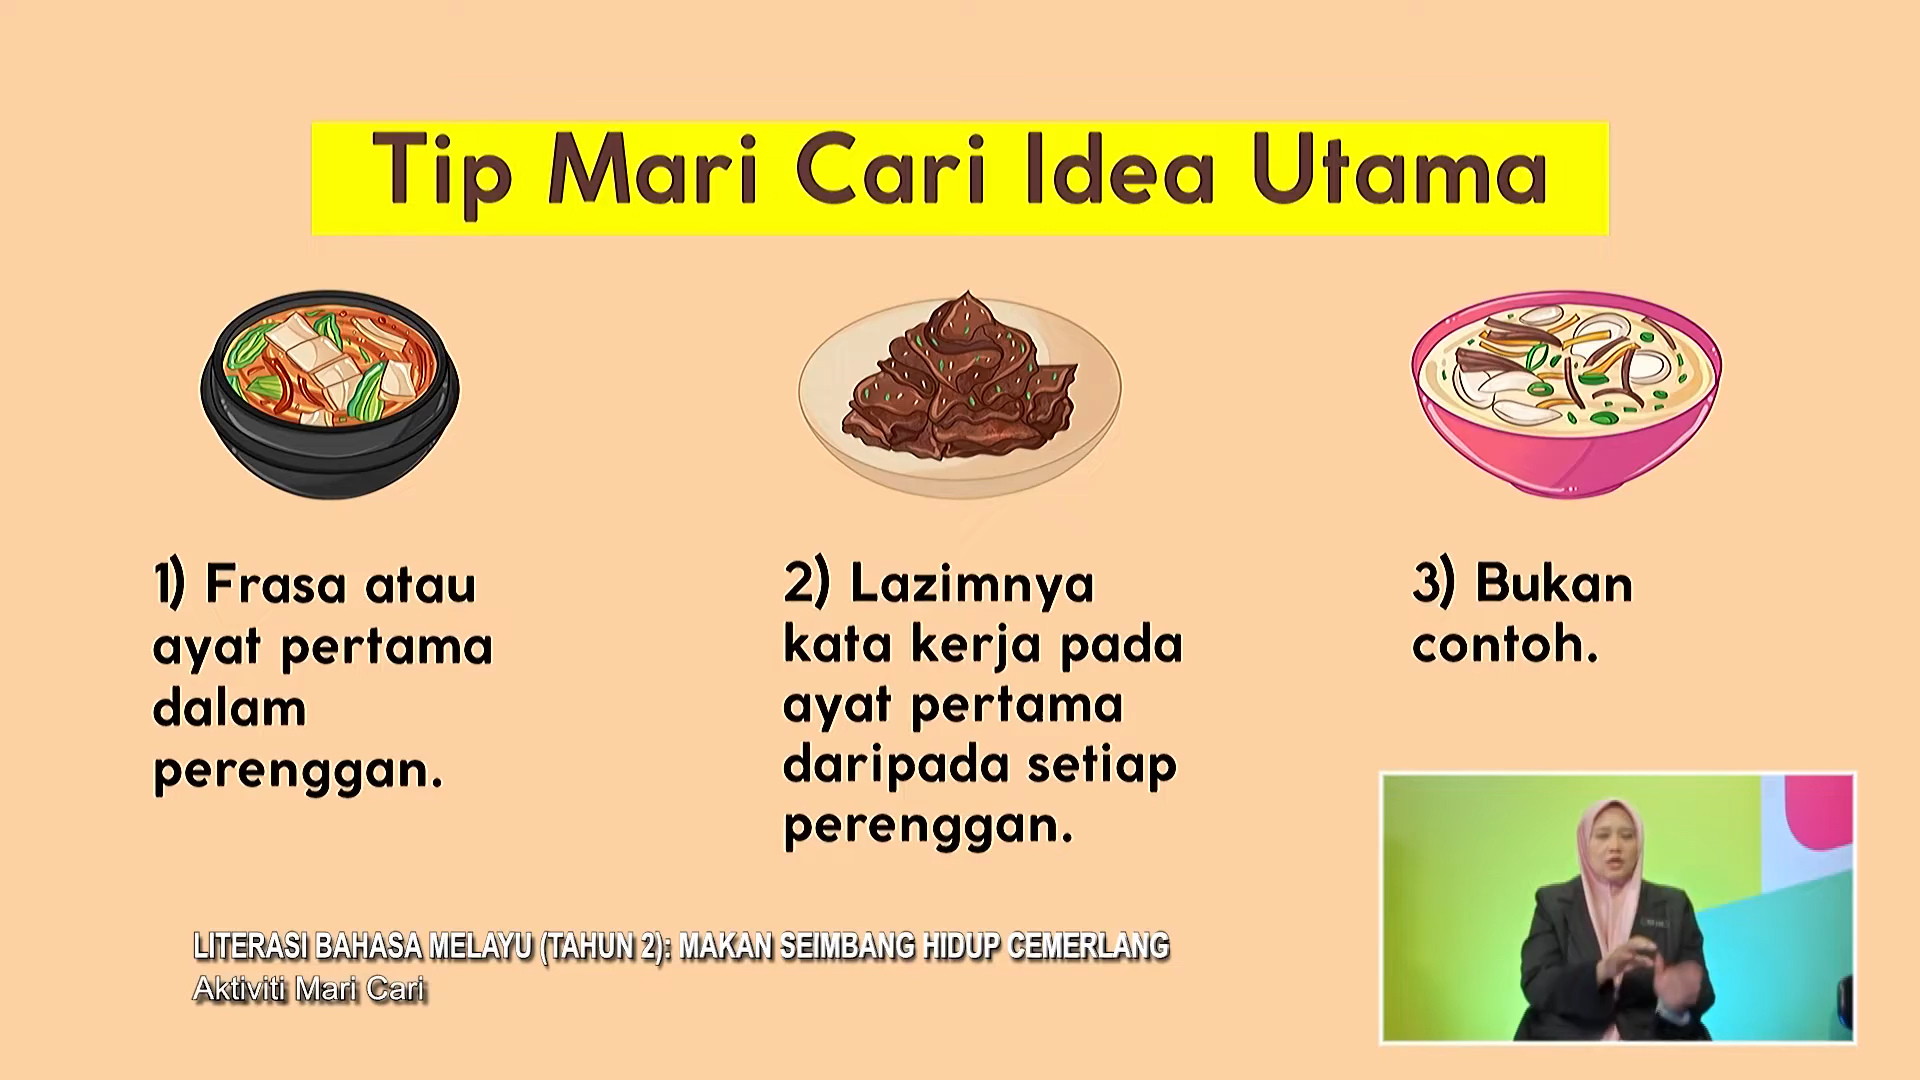 Tip Mari Cari Idea Utama
1) Frasa atau
ayat pertama
dalam
perenggan.
2) Lazimnya
kata kerja pada
ayat pertama
daripada setiap
perenggan.
3) Bukan
contoh.
LITERASI BAHASA MELAYU (TAHUN 2): MAKAN SEIMBANG HIDUP CEMERLANG
Aktiviti Mari Cari